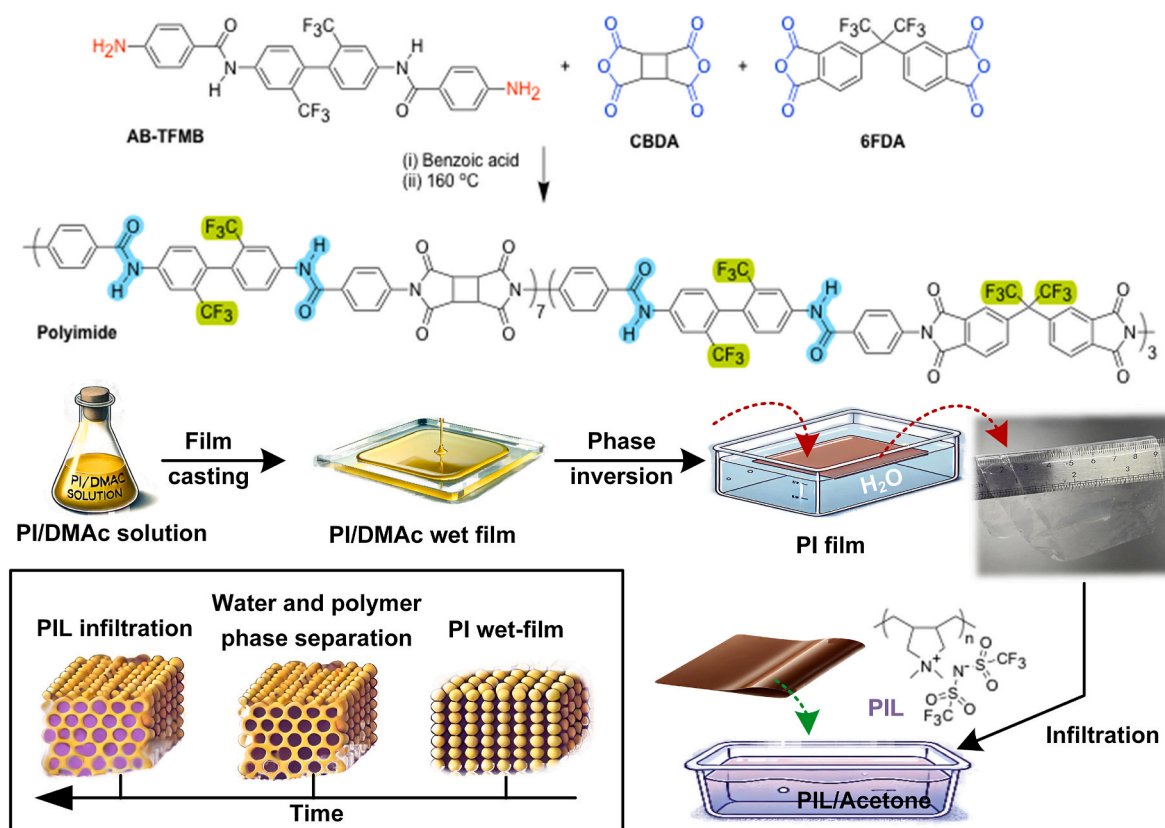 H₂N
O
N
H
F₃C
CF₃
H
N
O
NH₂
+
O O
O O
O O
+
F₃C CF₃
O O
O O
O O
AB-TFMB
CBDA
6FDA
(i) Benzoic acid
(ii) 160 ºC
O
N
H
F₃C
CF₃
H
N
O
O O
N N
O O
7
O
N
H
F₃C
CF₃
H
N
O
F₃C CF₃
O O
N N
O O
3
Polyimide
PI/DMAC
SOLUTION
Film
casting
Phase
inversion
H₂O
PI/DMAc solution
PI/DMAc wet film
PI film
PIL infiltration
Water and polymer
phase separation
PI wet-film
Time
n
N⁺
O O
N-S-CF₃
O=S O
F₃C O
PIL
Infiltration
PIL/Acetone